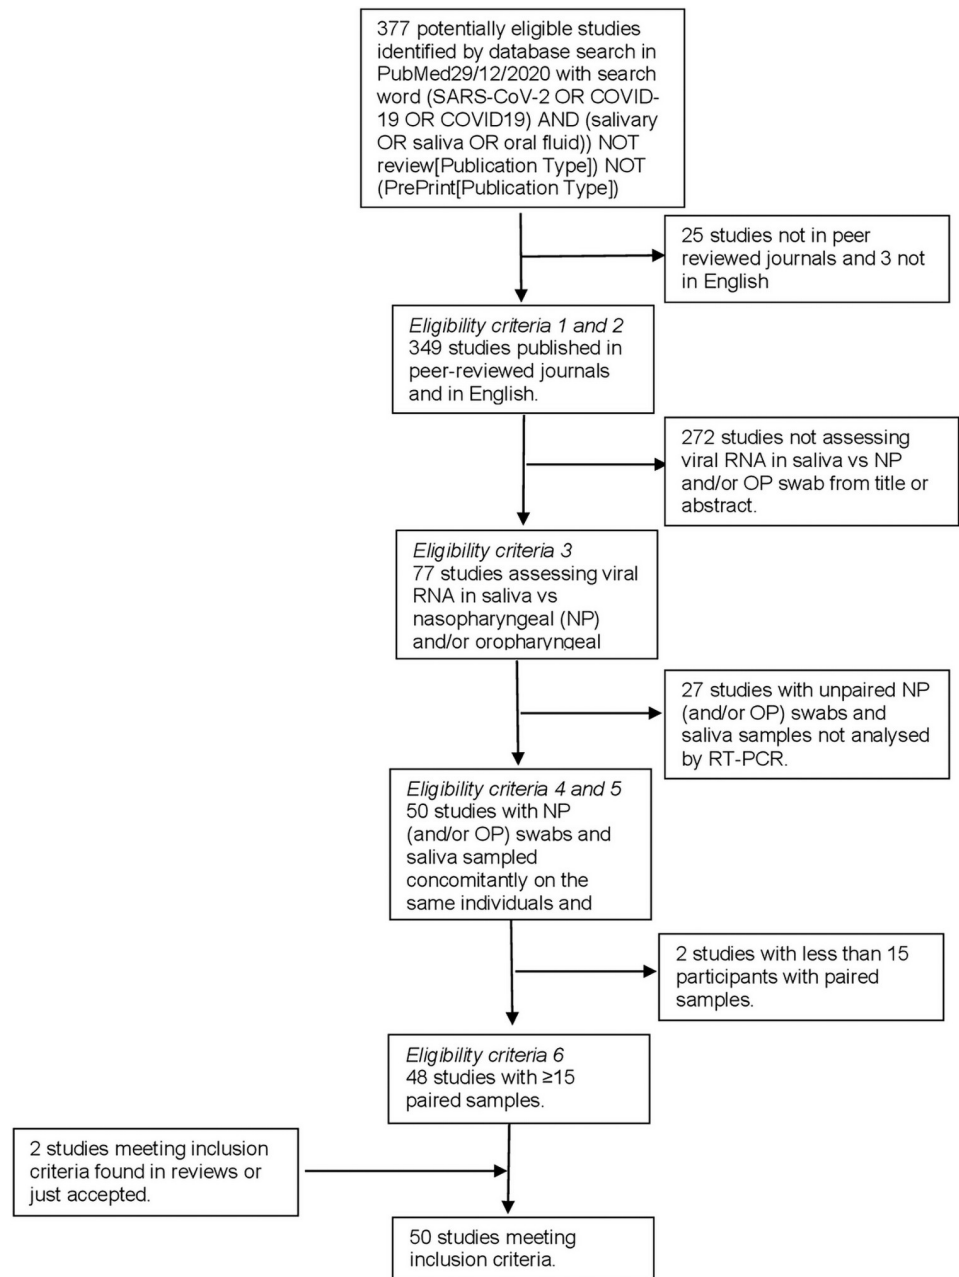 377 potentially eligible studies
identified by database search in
PubMed29/12/2020 with search
word (SARS-CoV-2 OR COVID-
19 OR COVID19) AND (salivary
OR saliva OR oral fluid)) NOT
review[Publication Type]) NOT
(PrePrint[Publication Type])
25 studies not in peer
reviewed journals and 3 not
in English
Eligibility criteria 1 and 2
349 studies published in
peer-reviewed journals
and in English.
272 studies not assessing
viral RNA in saliva vs NP
and/or OP swab from title or
abstract.
Eligibility criteria 3
77 studies assessing viral
RNA in saliva vs
nasopharyngeal (NP)
and/or oropharyngeal
27 studies with unpaired NP
(and/or OP) swabs and
saliva samples not analysed
by RT-PCR.
Eligibility criteria 4 and 5
50 studies with NP
(and/or OP) swabs and
saliva sampled
concomitantly on the
same individuals and
2 studies with less than 15
participants with paired
samples.
Eligibility criteria 6
48 studies with ≥15
paired samples.
2 studies meeting inclusion
criteria found in reviews or
just accepted.
50 studies meeting
inclusion criteria.